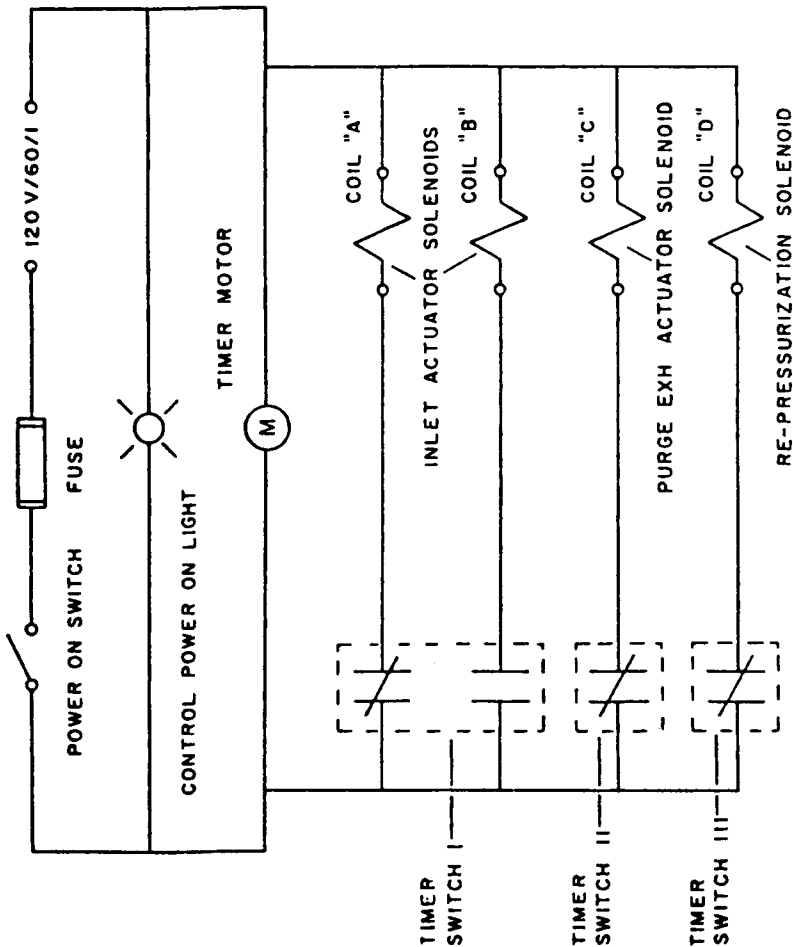 120 V/60/1
FUSE
POWER ON SWITCH
CONTROL POWER ON LIGHT
TIMER MOTOR
M
COIL "A"
INLET ACTUATOR SOLENOIDS
COIL "B"
COIL "C"
PURGE EXH ACTUATOR SOLENOID
COIL "D"
RE-PRESSURIZATION SOLENOID
TIMER
SWITCH I
TIMER
SWITCH II
TIMER
SWITCH III